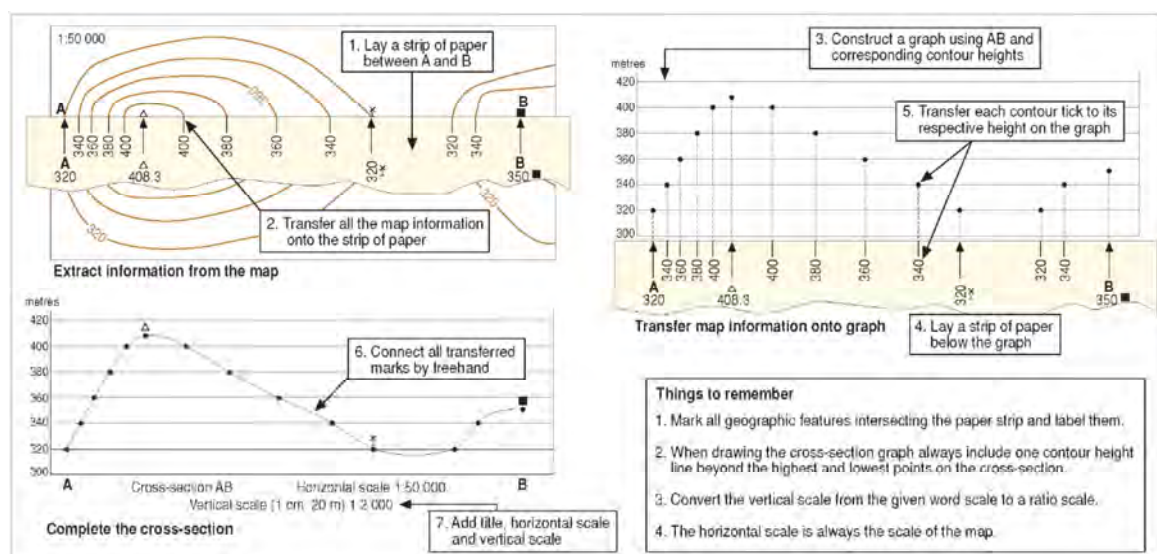 1:50 000
1. Lay a strip of paper
between A and B
380
320
A
B
340
360
380
400
400
380
360
340
320
320
340
A
320
408.3
B
350
320
320
2. Transfer all the map information
onto the strip of paper
Extract information from the map
3. Construct a graph using AB and
corresponding contour heights
metres
420
400
380
360
340
320
300
5. Transfer each contour tick to its
respective height on the graph
A
320
340
360
380
400
408.3
400
380
360
340
320
320
340
B
350
Transfer map information onto graph
4. Lay a strip of paper
below the graph
metres
420
400
380
360
340
320
300
6. Connect all transferred
marks by freehand
A
B
Cross-section AB
Horizontal scale 1:50 000
Vertical scale (1 cm 20 m) 1:2 000
7. Add title, horizontal scale
and vertical scale
Complete the cross-section
Things to remember
1. Mark all geographic features intersecting the paper strip and label them.
2. When drawing the cross-section graph always include one contour height
line beyond the highest and lowest points on the cross-section.
3. Convert the vertical scale from the given word scale to a ratio scale.
4. The horizontal scale is always the scale of the map.